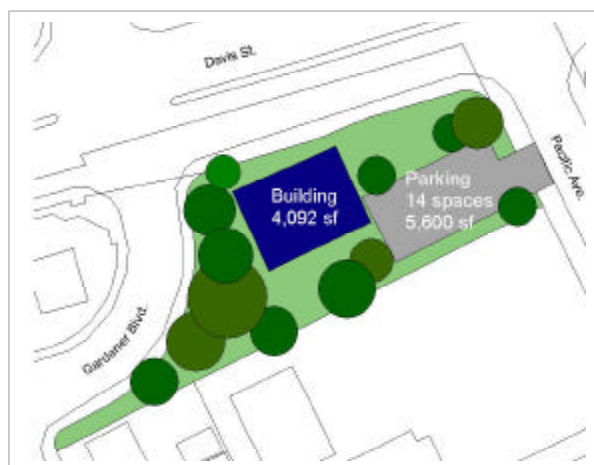 Davis St.
Pacific Ave.
Parking
14 spaces
5,600 sf
Building
4,092 sf
Gardener Blvd.